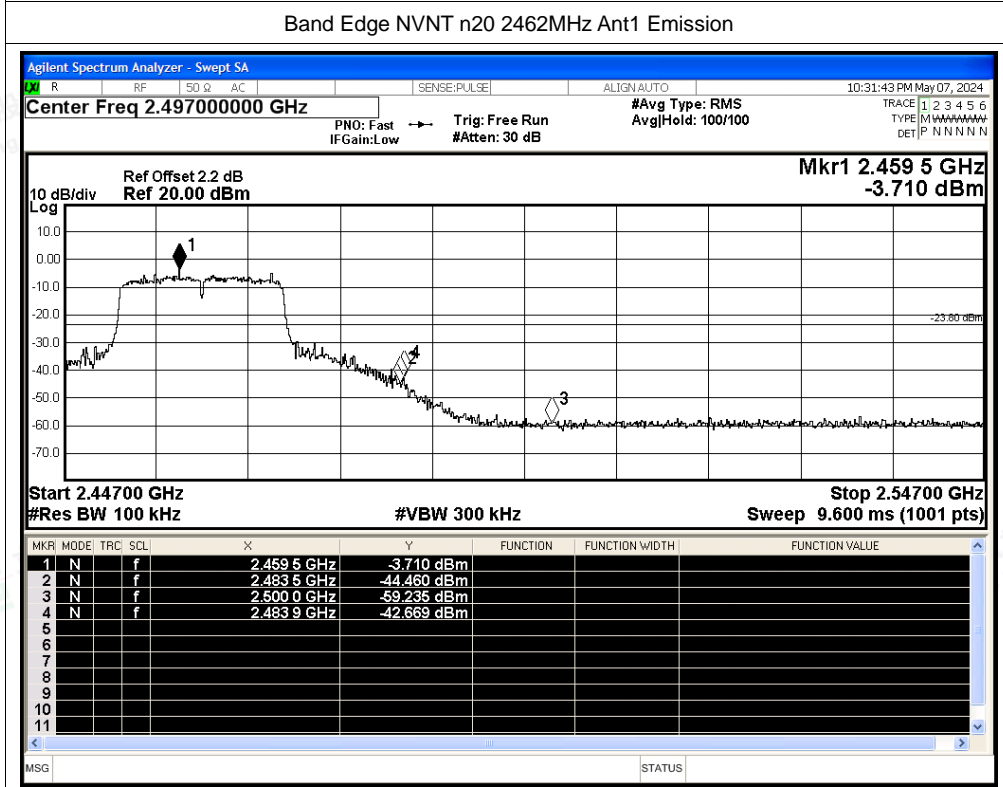 Band Edge NVNT n20 2462MHz Ant1 Emission
Agilent Spectrum Analyzer - Swept SA
LXI R RF 50 Ω AC SENSE:PULSE ALIGN AUTO 10:31:43 PM May 07, 2024
Center Freq 2.497000000 GHz #Avg Type: RMS TRACE 1 2 3 4 5 6
PNO: Fast Trig: Free Run Avg|Hold: 100/100 TYPE M WWWWW
IFGain:Low #Atten: 30 dB DET P N N N N N
Mkr1 2.459 5 GHz
Ref Offset 2.2 dB
10 dB/div Ref 20.00 dBm -3.710 dBm
Log
10.0
1
0.00
-10.0
-20.0
-23.80 dBm
-30.0
4
2
-40.0
-50.0
3
-60.0
-70.0
Start 2.44700 GHz Stop 2.54700 GHz
#Res BW 100 kHz #VBW 300 kHz Sweep 9.600 ms (1001 pts)
MKR MODE TRC SCL X Y FUNCTION FUNCTION WIDTH FUNCTION VALUE
1 N f 2.459 5 GHz -3.710 dBm
2 N f 2.483 5 GHz -44.460 dBm
3 N f 2.500 0 GHz -59.235 dBm
4 N f 2.483 9 GHz -42.669 dBm
5
6
7
8
9
10
11
MSG STATUS